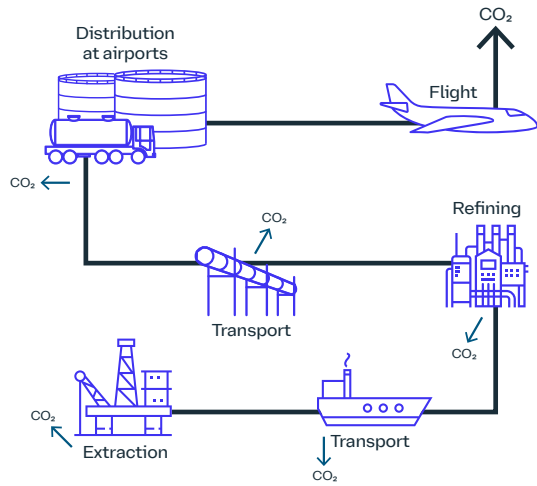 CO₂
Distribution
at airports
Flight
CO₂
CO₂
Refining
Transport
CO₂
CO₂
Extraction
Transport
CO₂